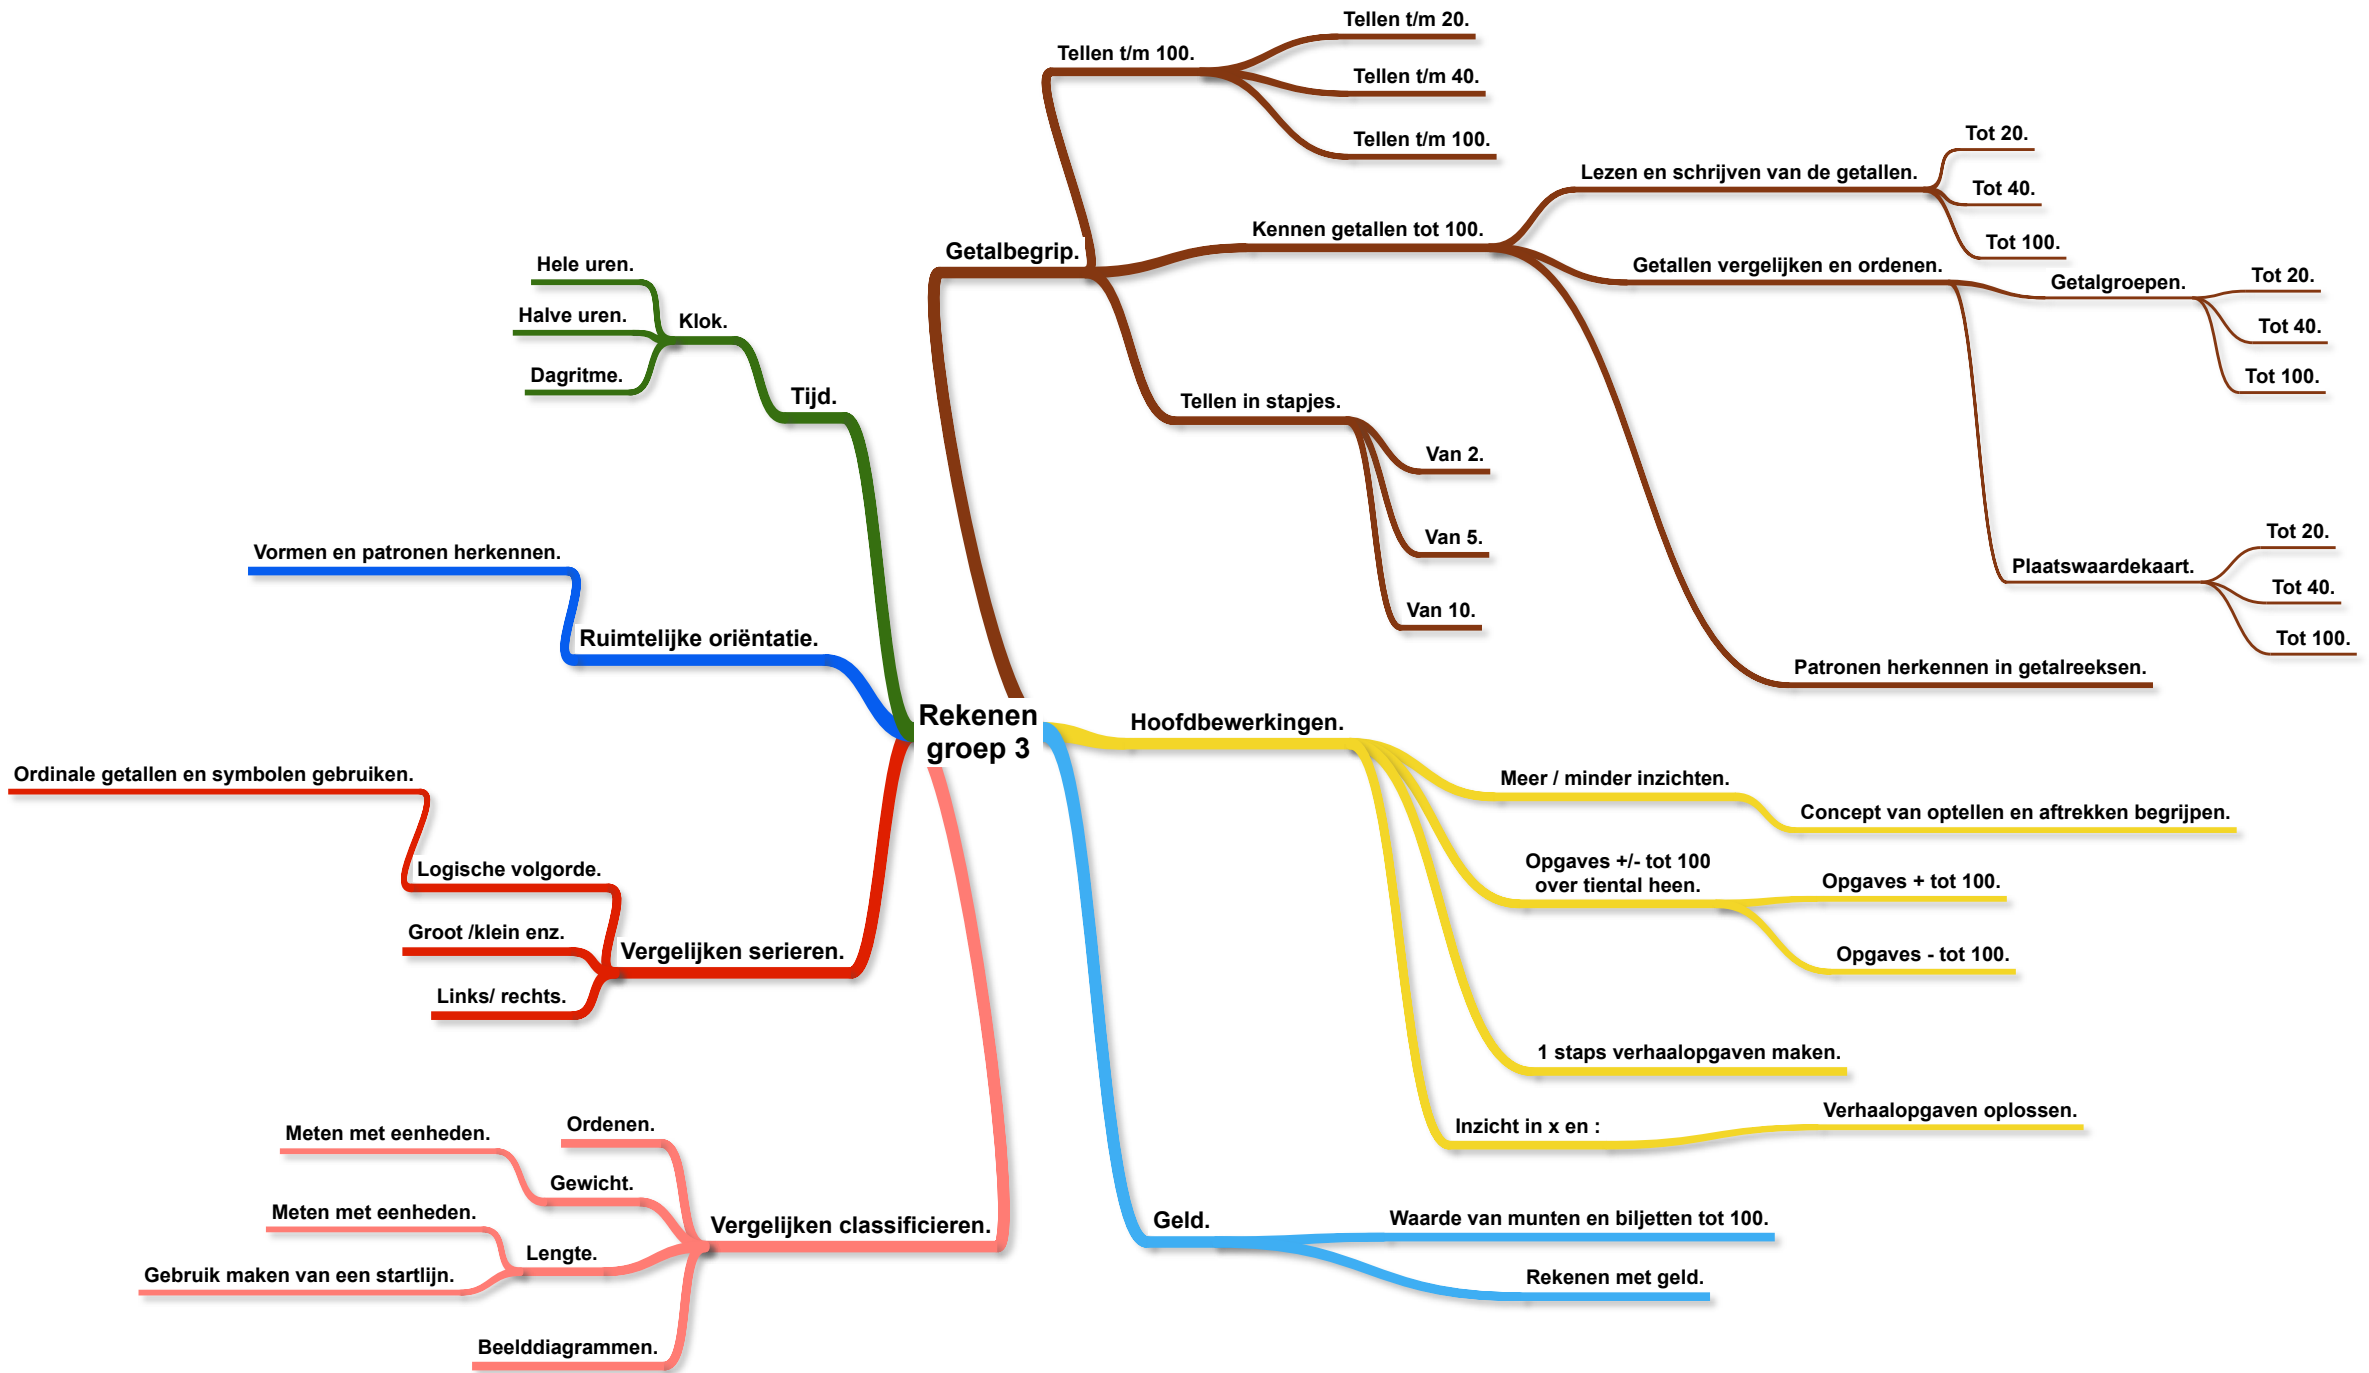 Rekenen
groep 3
Getalbegrip.
Tellen t/m 100.
Tellen t/m 20.
Tellen t/m 40.
Tellen t/m 100.
Kennen getallen tot 100.
Lezen en schrijven van de getallen.
Tot 20.
Tot 40.
Tot 100.
Getallen vergelijken en ordenen.
Getalgroepen.
Tot 20.
Tot 40.
Tot 100.
Plaatswaardekaart.
Tot 20.
Tot 40.
Tot 100.
Patronen herkennen in getalreeksen.
Tellen in stapjes.
Van 2.
Van 5.
Van 10.
Hoofdbewerkingen.
Meer / minder inzichten.
Concept van optellen en aftrekken begrijpen.
Opgaves +/- tot 100
over tiental heen.
Opgaves + tot 100.
Opgaves - tot 100.
1 staps verhaalopgaven maken.
Inzicht in x en :
Verhaalopgaven oplossen.
Geld.
Waarde van munten en biljetten tot 100.
Rekenen met geld.
Tijd.
Klok.
Hele uren.
Halve uren.
Dagritme.
Ruimtelijke oriëntatie.
Vormen en patronen herkennen.
Vergelijken serieren.
Logische volgorde.
Ordinale getallen en symbolen gebruiken.
Groot /klein enz.
Links/ rechts.
Vergelijken classificieren.
Ordenen.
Gewicht.
Meten met eenheden.
Lengte.
Meten met eenheden.
Gebruik maken van een startlijn.
Beelddiagrammen.